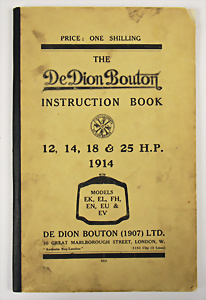 PRICE: ONE SHILLING
THE
De Dion Bouton
INSTRUCTION BOOK
12, 14, 18 & 25 H.P.
1914
MODELS
EK, EL, FH,
EN, EU &
EV
DE DION BOUTON (1907) LTD.
10 GREAT MARLBOROUGH STREET, LONDON, W.